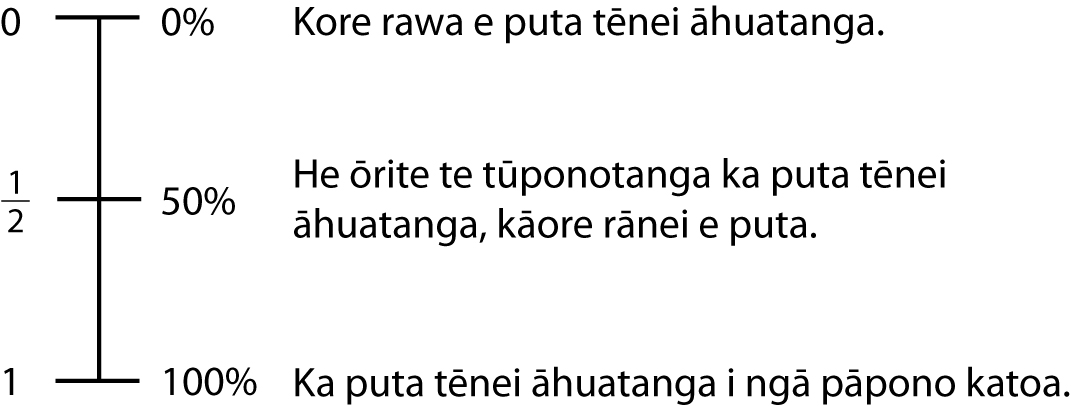 0 0% Kore rawa e puta tēnei āhuatanga.
1/2 50% He ōrite te tūponotanga ka puta tēnei
āhuatanga, kāore rānei e puta.
1 100% Ka puta tēnei āhuatanga i ngā pāpono katoa.